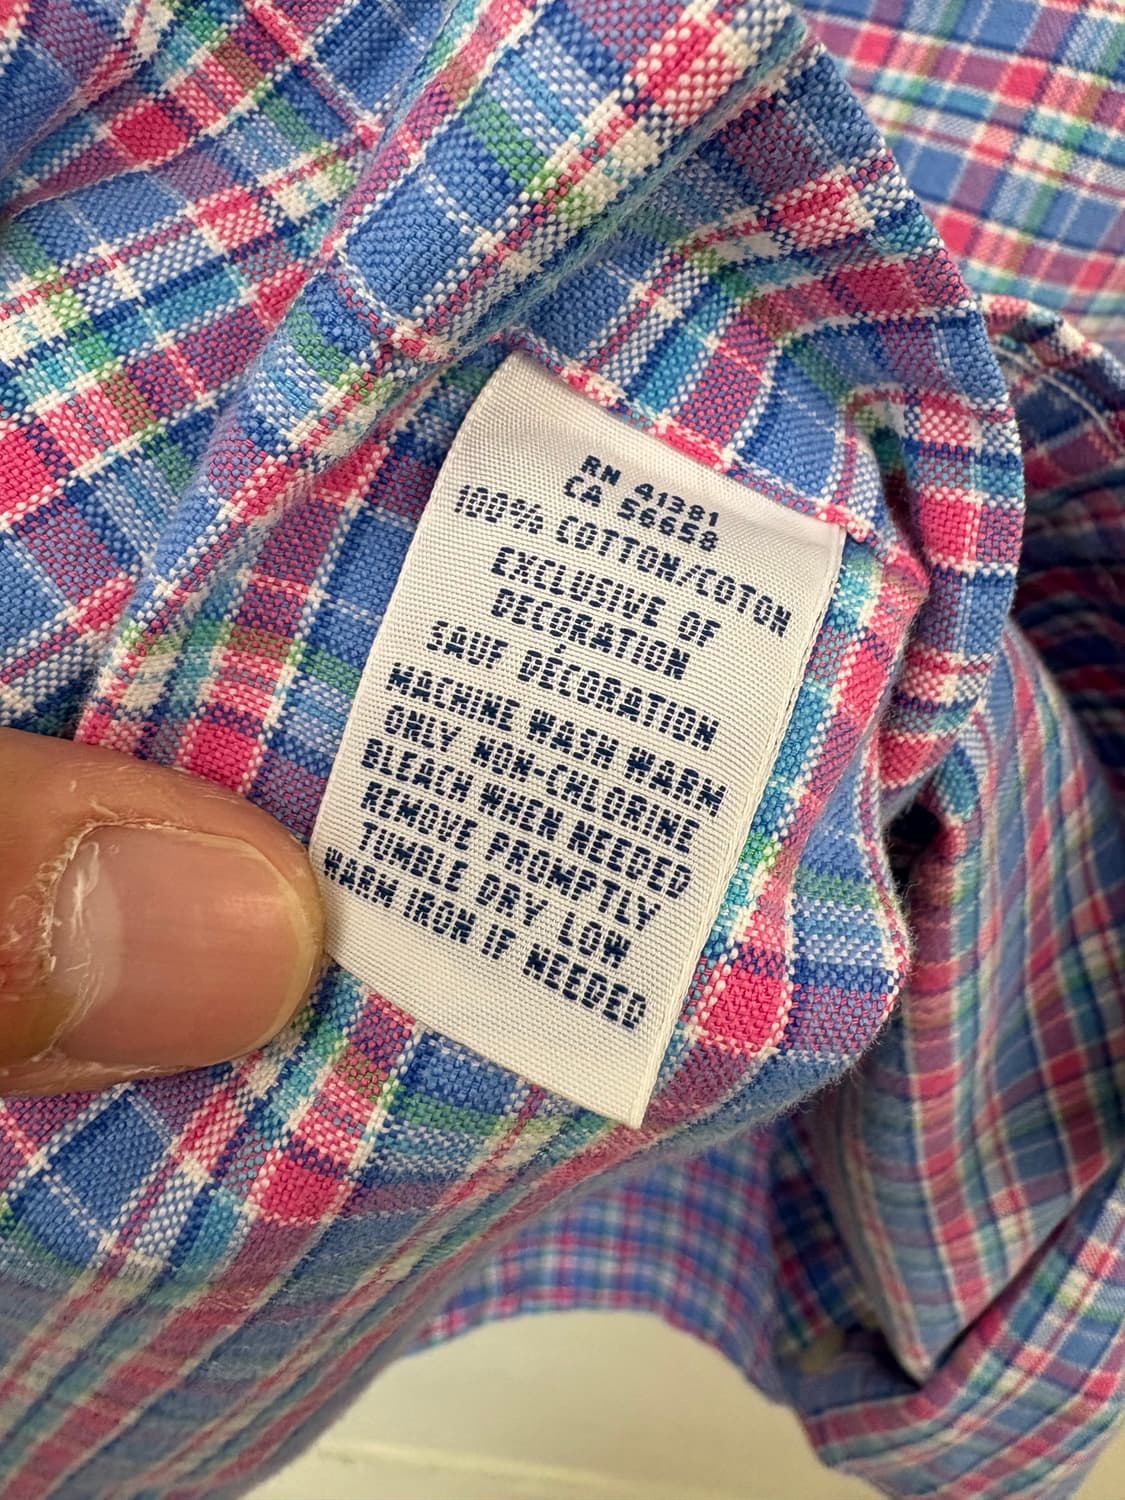 RN 41381
CA 56658
100% COTTON/COTON
EXCLUSIVE OF
DECORATION
SAUF DÉCORATION
MACHINE WASH WARM
ONLY NON-CHLORINE
BLEACH WHEN NEEDED
REMOVE PROMPTLY
TUMBLE DRY LOW
WARM IRON IF NEEDED